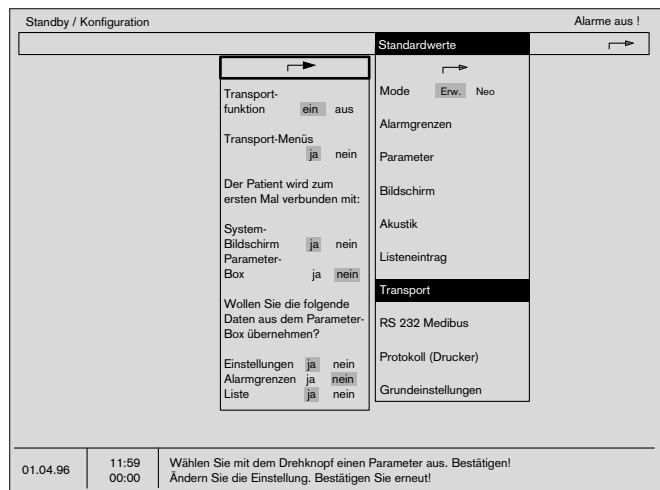 Standby / Konfiguration
Alarme aus !
Standardwerte
Transport-
funktion ein aus
Transport-Menüs
ja nein
Der Patient wird zum
ersten Mal verbunden mit:
System-
Bildschirm ja nein
Parameter-
Box ja nein
Wollen Sie die folgende
Daten aus dem Parameter-
Box übernehmen?
Einstellungen ja nein
Alarmgrenzen ja nein
Liste ja nein
Mode Erw. Neo
Alarmgrenzen
Parameter
Bildschirm
Akustik
Listeneintrag
Transport
RS 232 Medibus
Protokoll (Drucker)
Grundeinstellungen
01.04.96
11:59
00:00
Wählen Sie mit dem Drehknopf einen Parameter aus. Bestätigen!
Ändern Sie die Einstellung. Bestätigen Sie erneut!